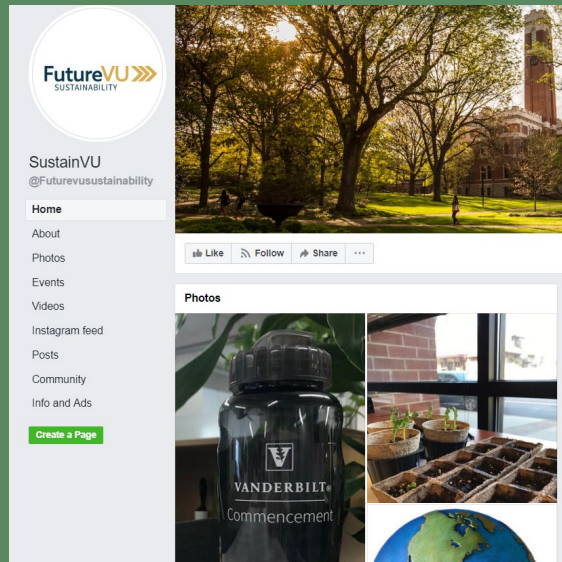 FutureVU
SUSTAINABILITY
SustainVU
@Futurevusustainability
Home
About
Photos
Events
Videos
Instagram feed
Posts
Community
Info and Ads
Create a Page
Like Follow Share ...
Photos
VANDERBILT®
Commencement